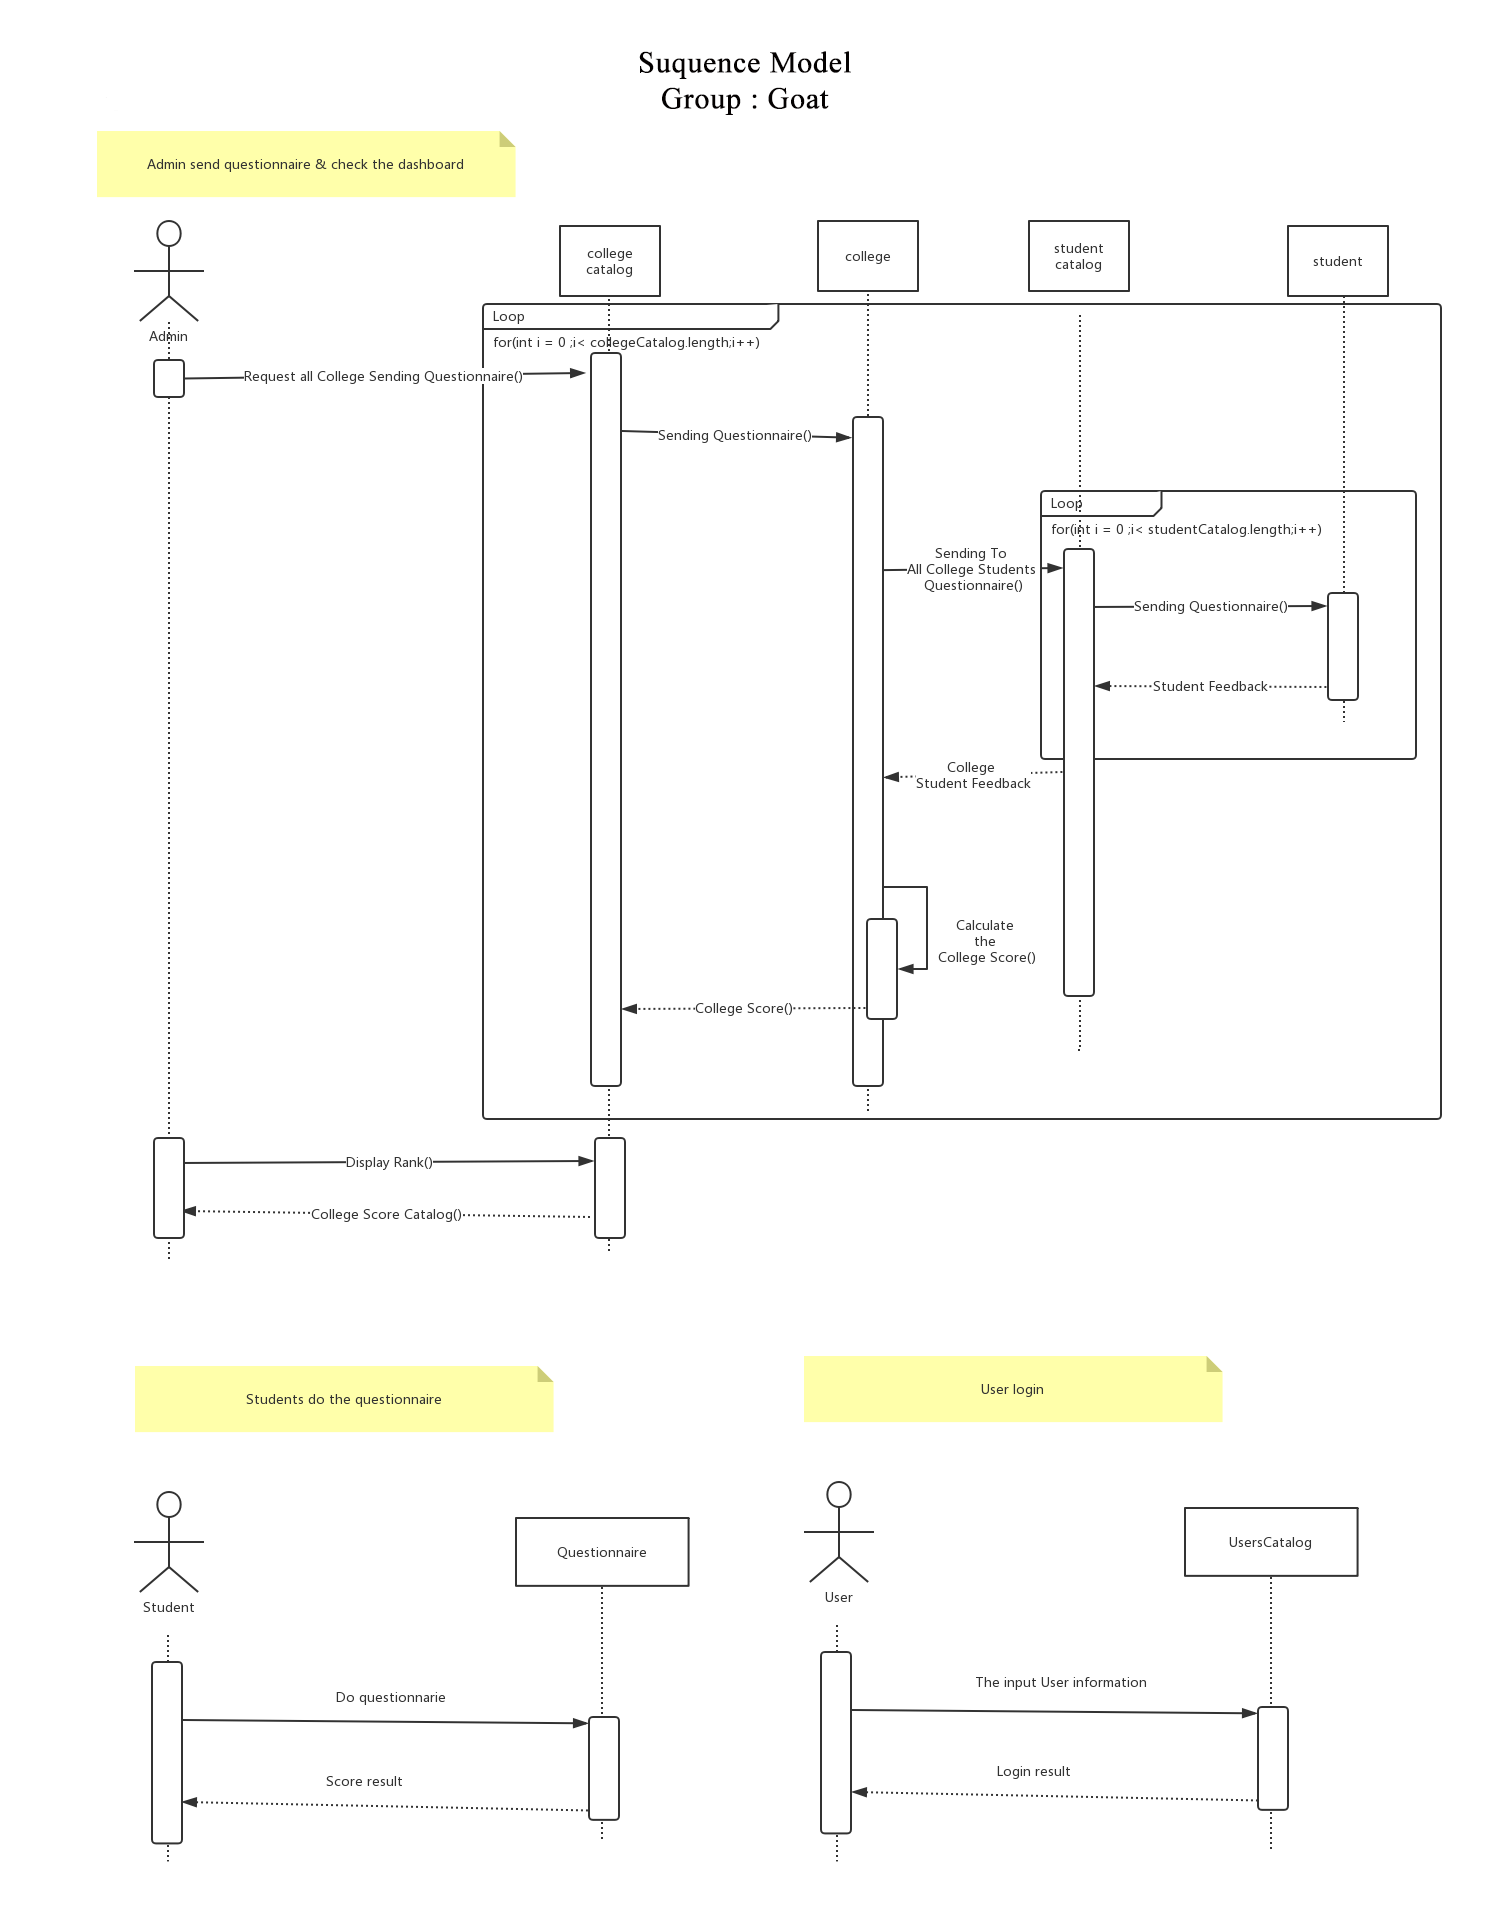 Suquence Model
Group : Goat
Admin send questionnaire & check the dashboard
college
catalog
college
student
catalog
student
Admin
Loop
for(int i = 0 ;i< collegeCatalog.length;i++)
Request all College Sending Questionnaire()
Sending Questionnaire()
Loop
for(int i = 0 ;i< studentCatalog.length;i++)
Sending To
All College Students
Questionnaire()
Sending Questionnaire()
Student Feedback
College
Student Feedback
Calculate
the
College Score()
College Score()
Display Rank()
College Score Catalog()
Students do the questionnaire
User login
Student
Questionnaire
Do questionnarie
Score result
User
UsersCatalog
The input User information
Login result